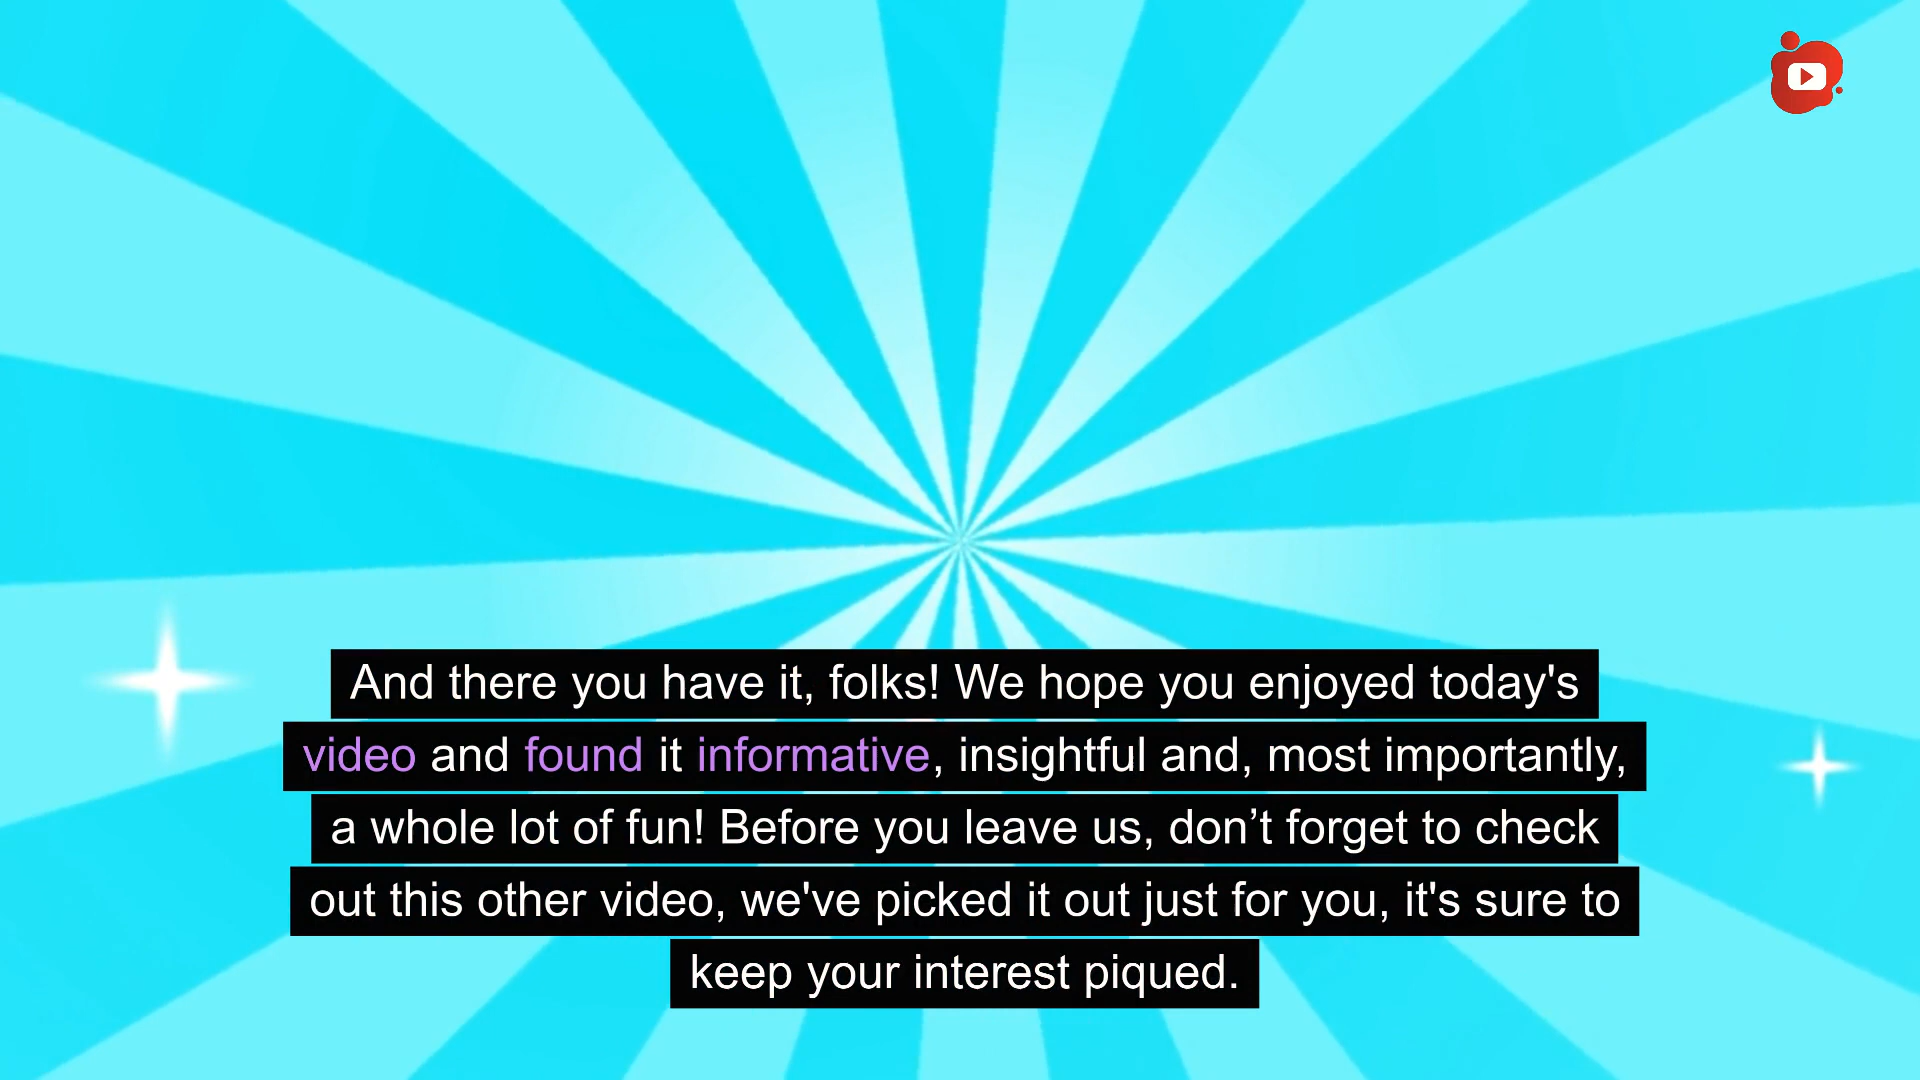 And there you have it, folks! We hope you enjoyed today's
video and found it informative, insightful and, most importantly,
a whole lot of fun! Before you leave us, don’t forget to check
out this other video, we've picked it out just for you, it's sure to
keep your interest piqued.